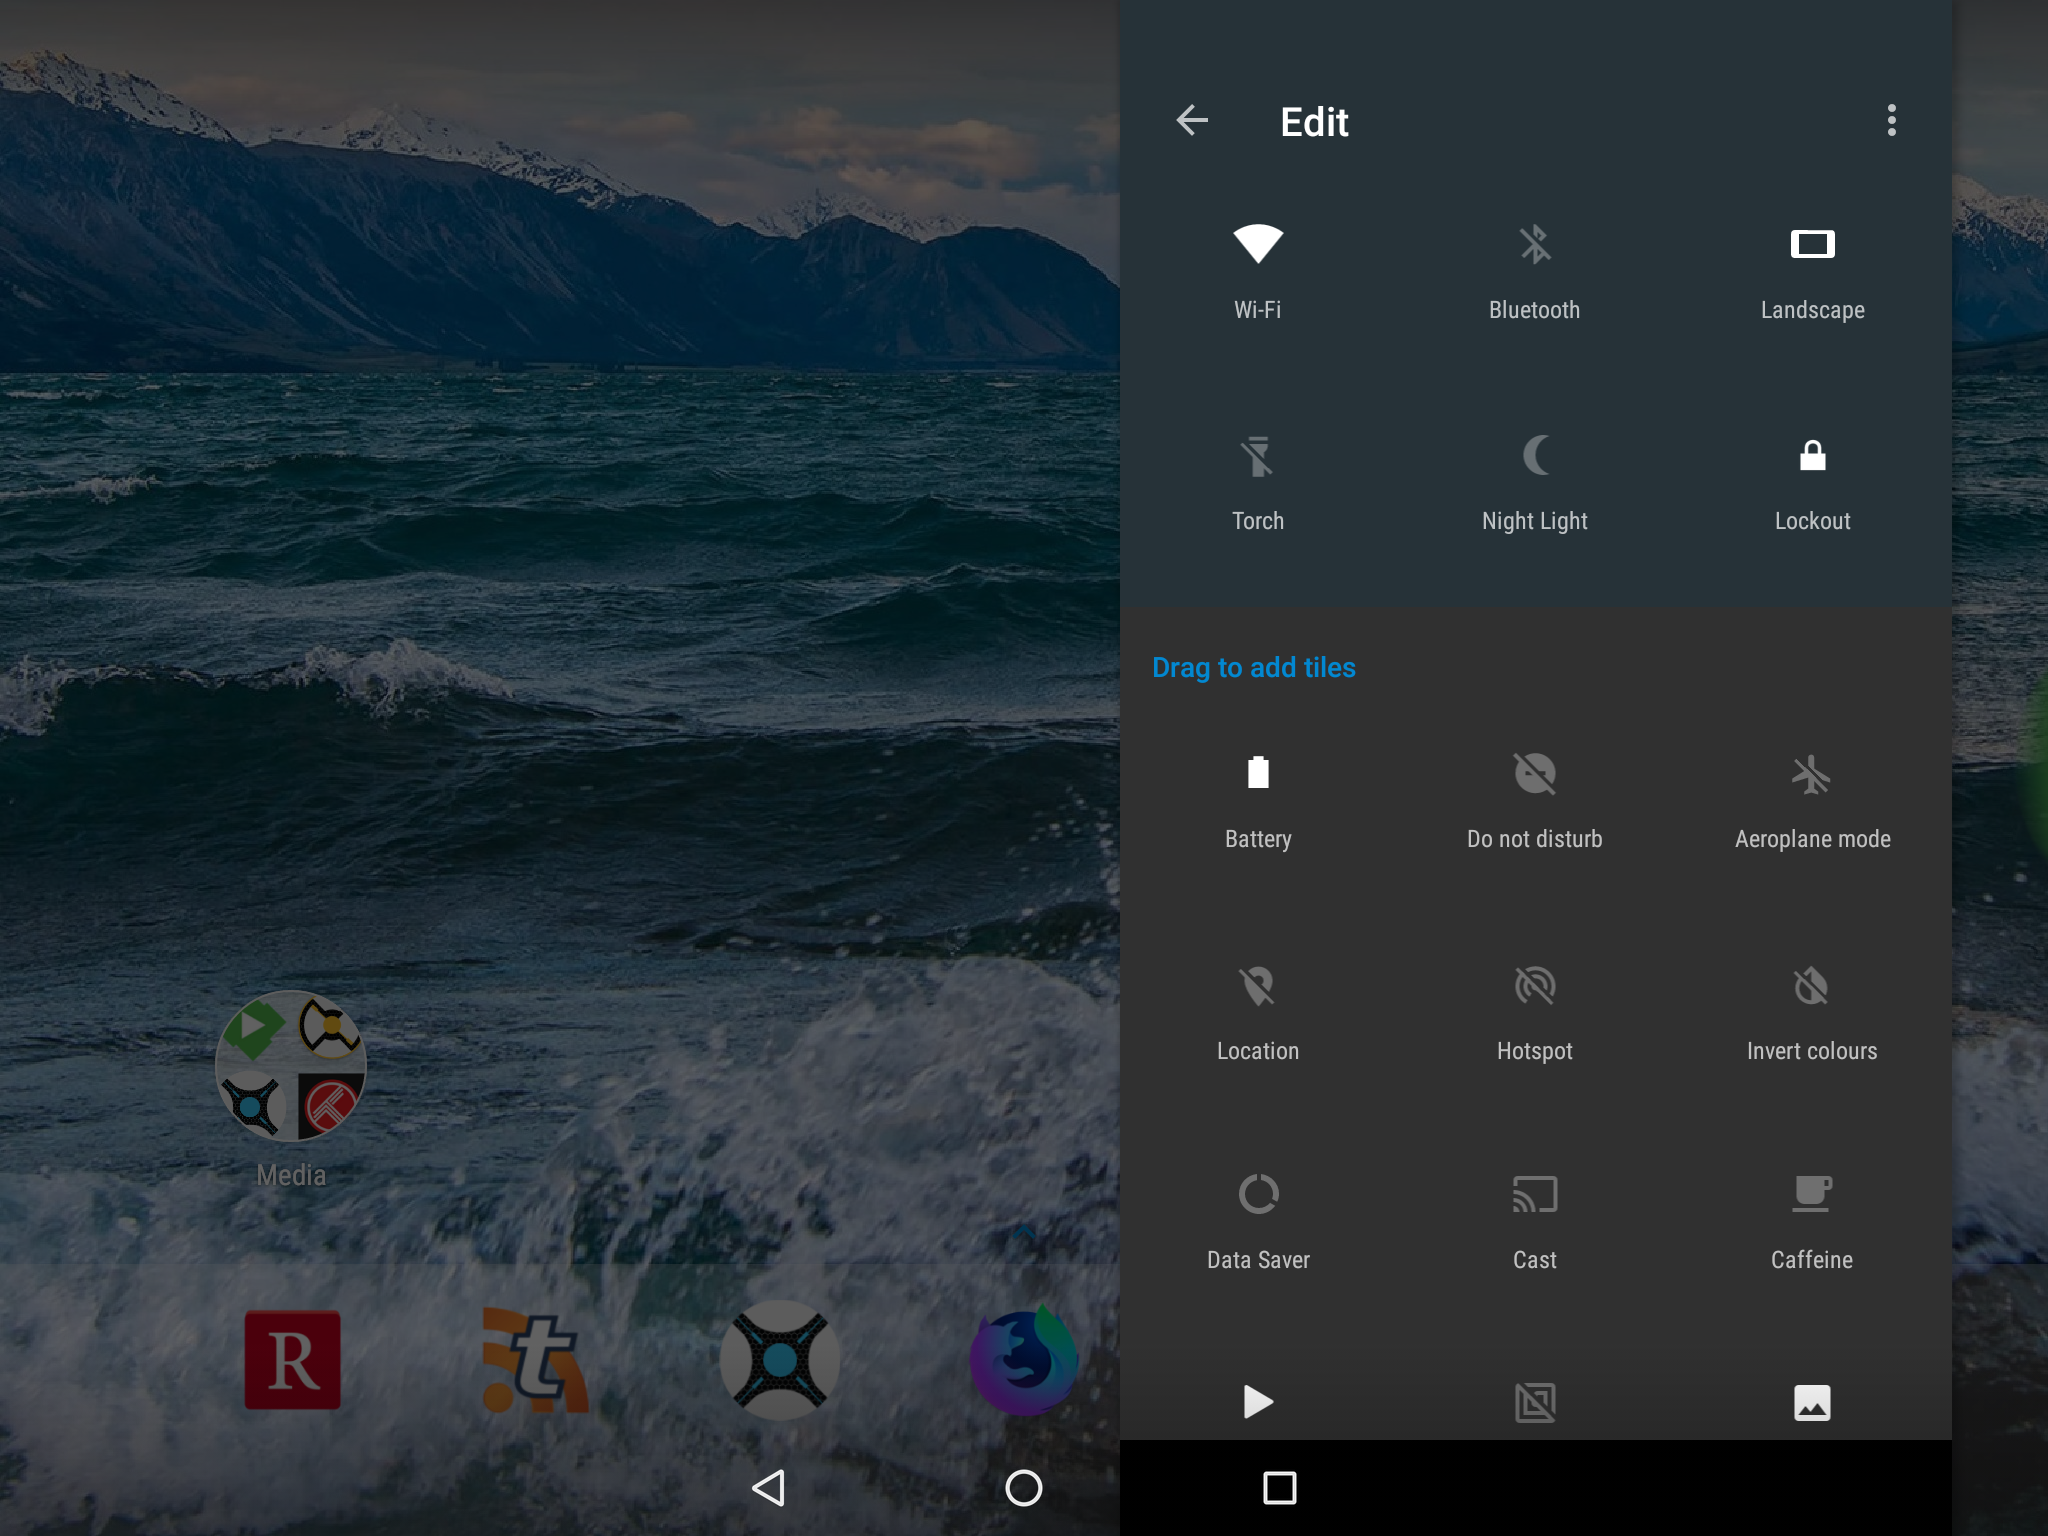 Edit
Wi-Fi
Bluetooth
Landscape
Torch
Night Light
Lockout
Drag to add tiles
Battery
Do not disturb
Aeroplane mode
Location
Hotspot
Invert colours
Data Saver
Cast
Caffeine
Media
R
t